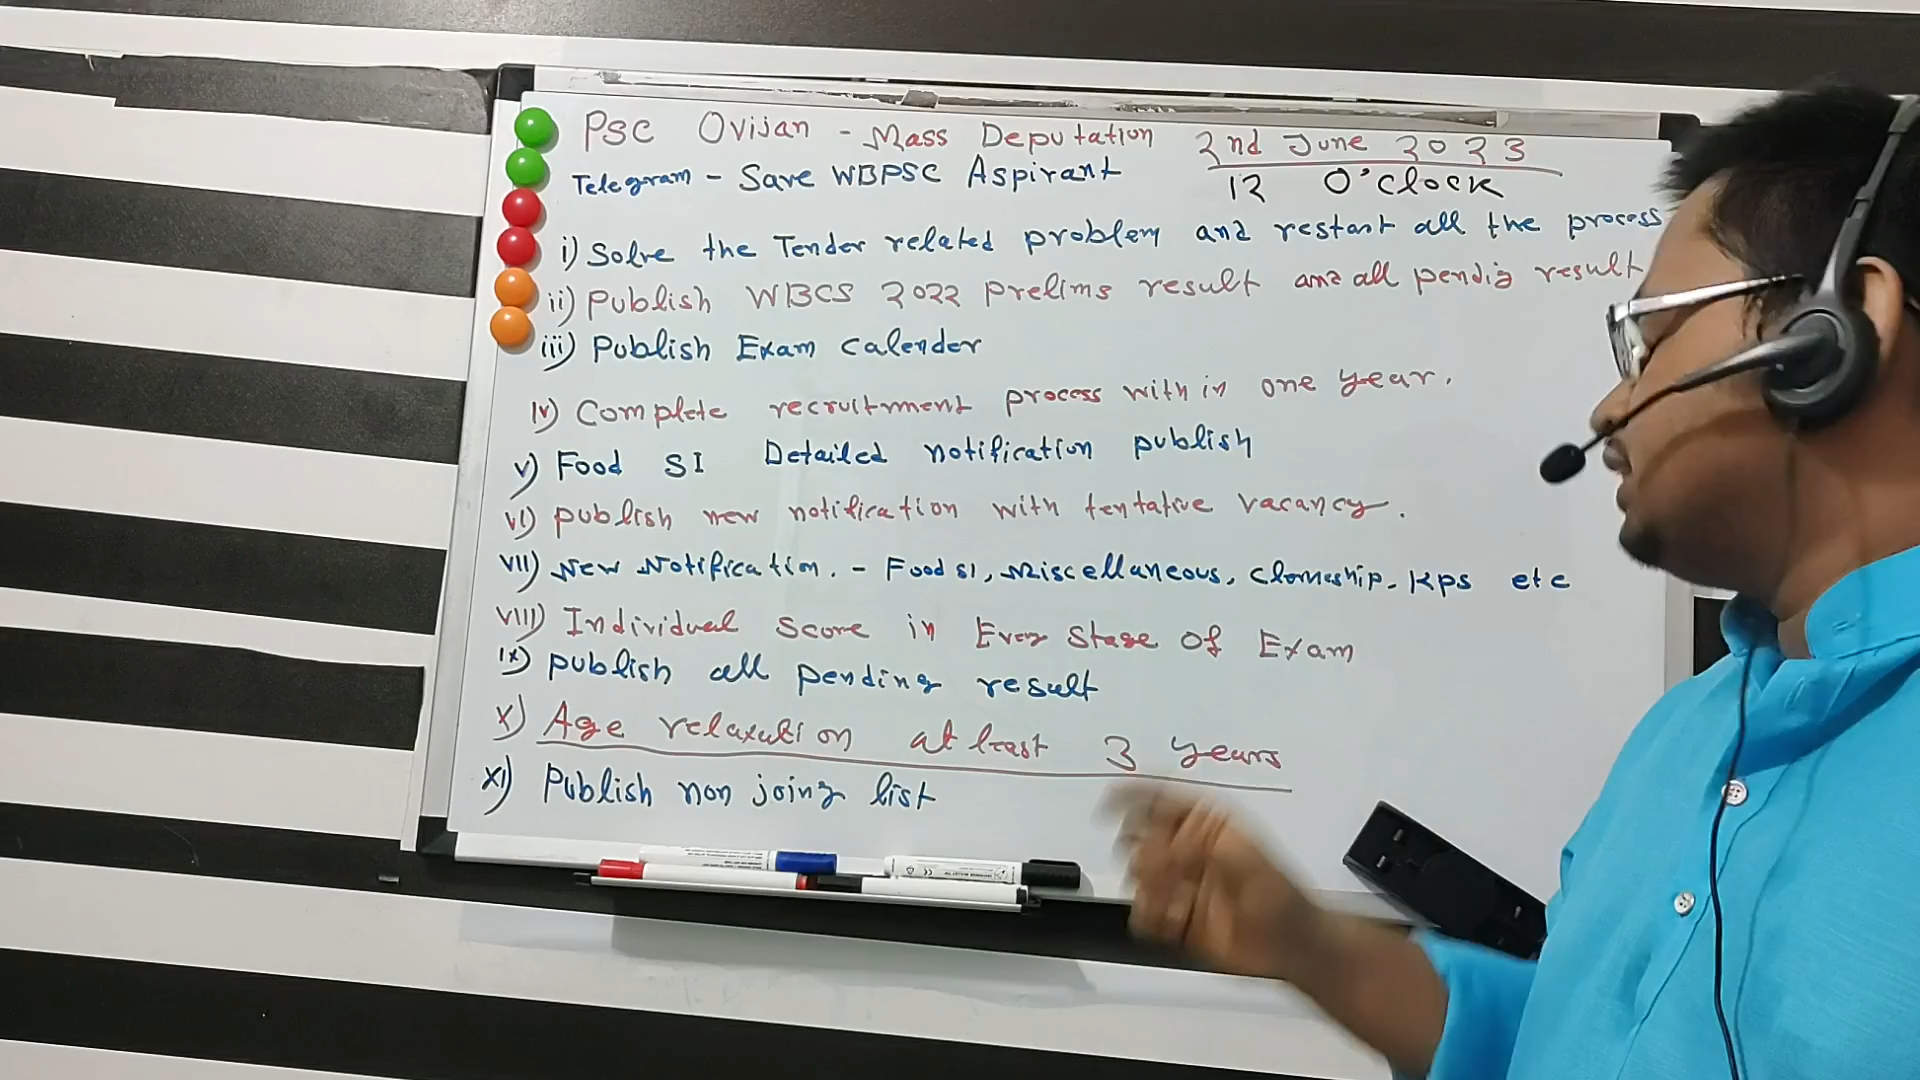 PSC Ovijan - Mass Deputation 2nd June 2023
Telegram - Save WBPSC Aspirant 12 O'clock
i) Solve the Tender related problem and restart all the process
ii) Publish WBCS 2022 prelims result and all pendig result
iii) Publish Exam calender
iv) Complete recruitment process with in one year.
v) Food SI Detailed notification publish
vi) publish new notification with tentative vacancy.
vii) New Notification. - Food SI, Miscellaneous, Clerkship, KPS etc
viii) Individual Score in Every Stage of Exam
ix) publish all pending result
x) Age relaxation at least 3 years
xi) Publish non joing list